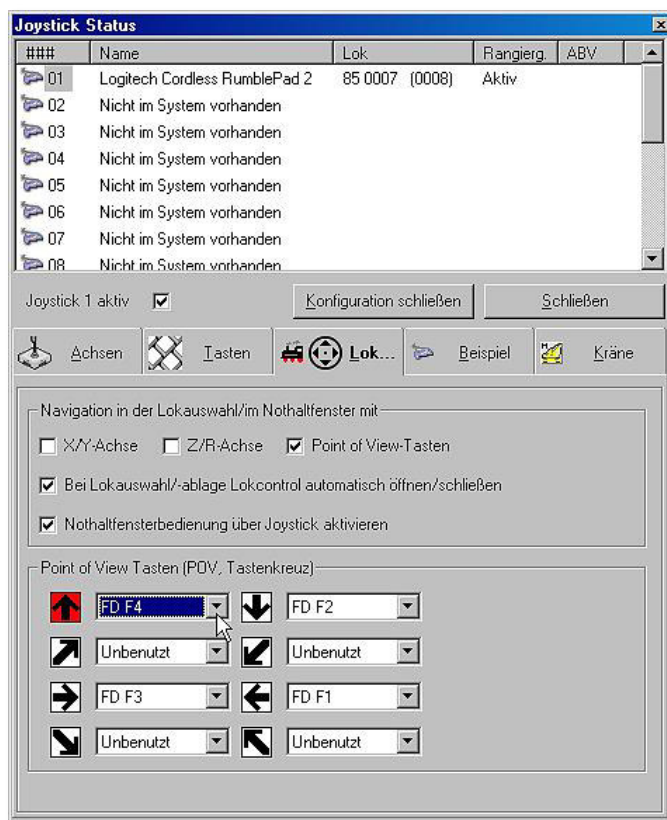 Joystick Status
### Name Lok Rangierg. ABV
01 Logitech Cordless RumblePad 2 85 0007 (0008) Aktiv
02 Nicht im System vorhanden
03 Nicht im System vorhanden
04 Nicht im System vorhanden
05 Nicht im System vorhanden
06 Nicht im System vorhanden
07 Nicht im System vorhanden
08 Nicht im System vorhanden
Joystick 1 aktiv Konfiguration schließen Schließen
Achsen Tasten Lok... Beispiel Kräne
Navigation in der Lokauswahl/im Nothaltfenster mit
X/Y-Achse Z/R-Achse Point of View-Tasten
Bei Lokauswahl/-ablage Lokcontrol automatisch öffnen/schließen
Nothaltfensterbedienung über Joystick aktivieren
Point of View Tasten (POV, Tastenkreuz)
FD F4 FD F2
Unbenutzt Unbenutzt
FD F3 FD F1
Unbenutzt Unbenutzt